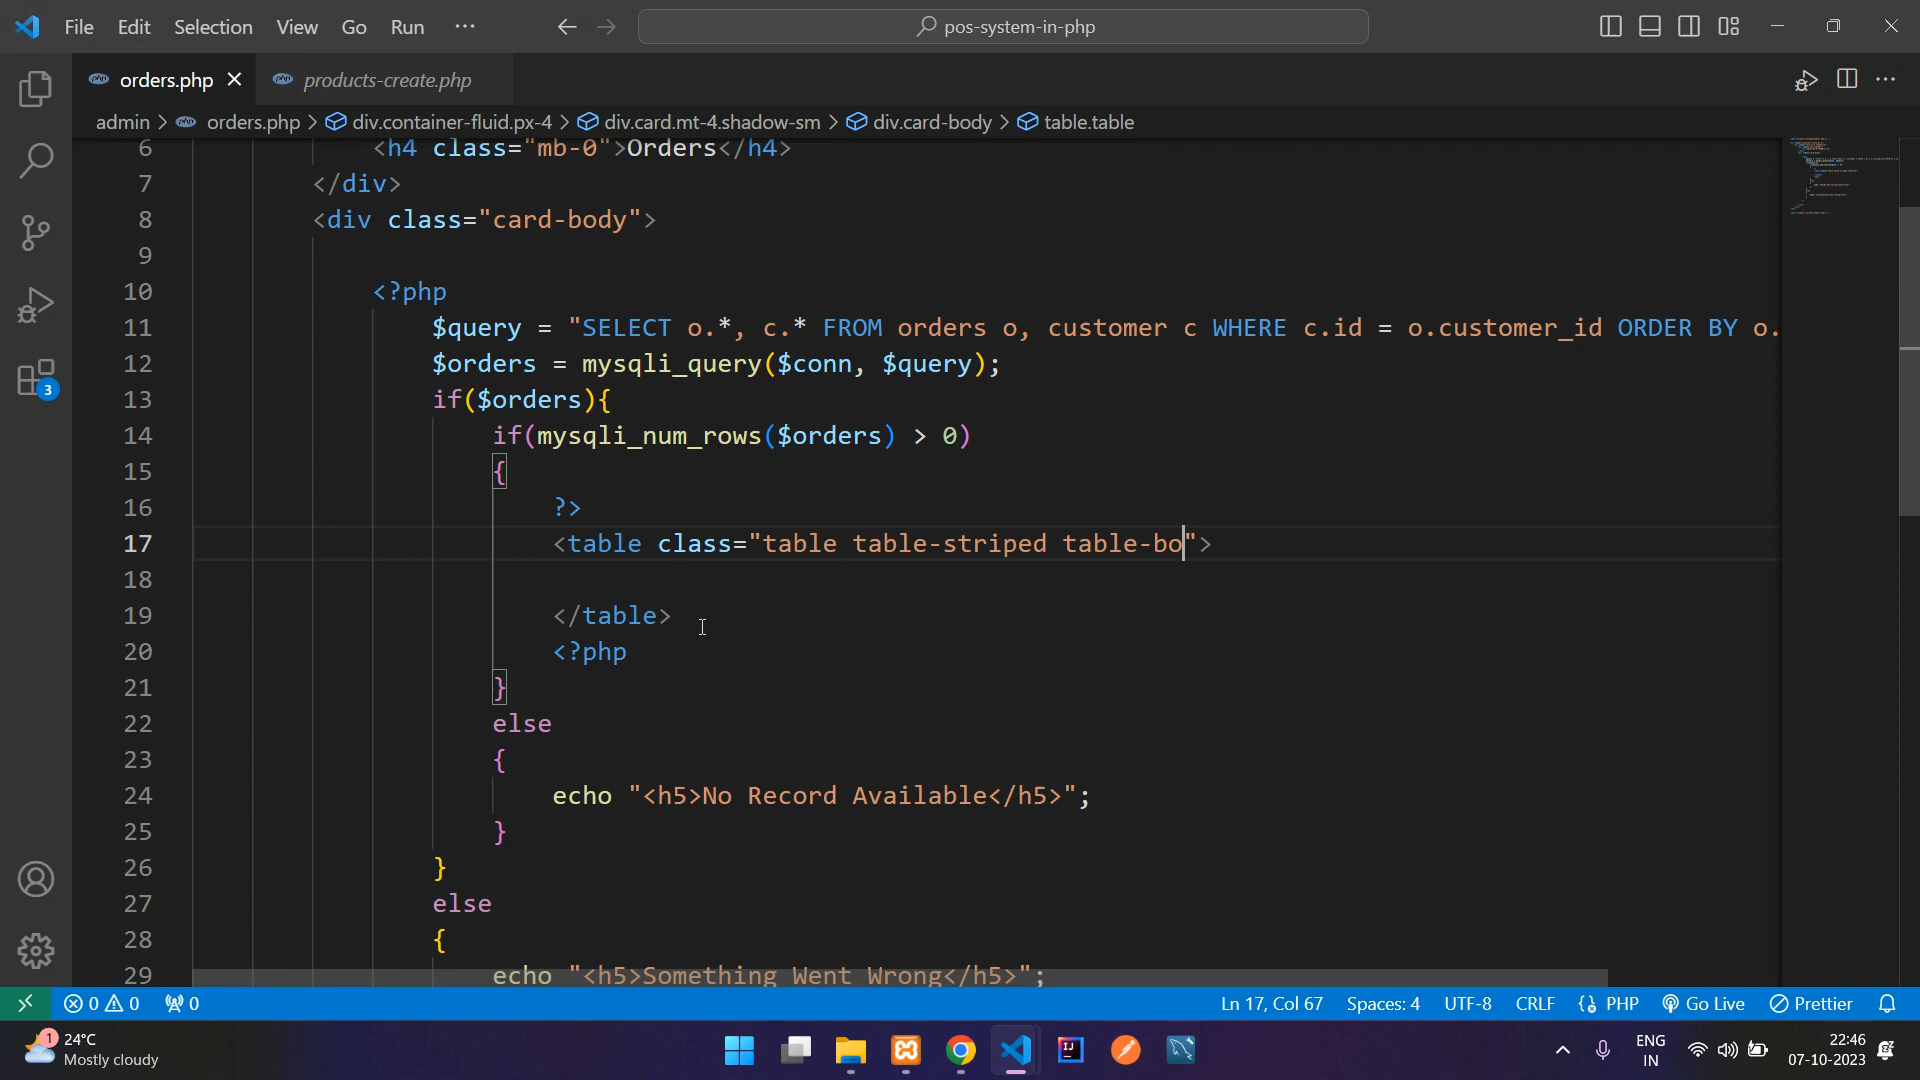 File Edit Selection View Go Run ··· ← → pos-system-in-php
orders.php × products-create.php
admin > orders.php > div.container-fluid.px-4 > div.card.mt-4.shadow-sm > div.card-body > table.table
6 <h4 class="mb-0">Orders</h4>
7 </div>
8 <div class="card-body">
9
10 <?php
11 $query = "SELECT o.*, c.* FROM orders o, customer c WHERE c.id = o.customer_id ORDER BY o.
12 $orders = mysqli_query($conn, $query);
13 if($orders){
14 if(mysqli_num_rows($orders) > 0)
15 {
16 ?>
17 <table class="table table-striped table-bo">
18
19 </table>
20 <?php
21 }
22 else
23 {
24 echo "<h5>No Record Available</h5>";
25 }
26 }
27 else
28 {
29 echo "<h5>Something Went Wrong</h5>";
3
0 0 0 Ln 17, Col 67 Spaces: 4 UTF-8 CRLF PHP Go Live Prettier
1 24°C
Mostly cloudy
IJ
ENG
IN
22:46
07-10-2023